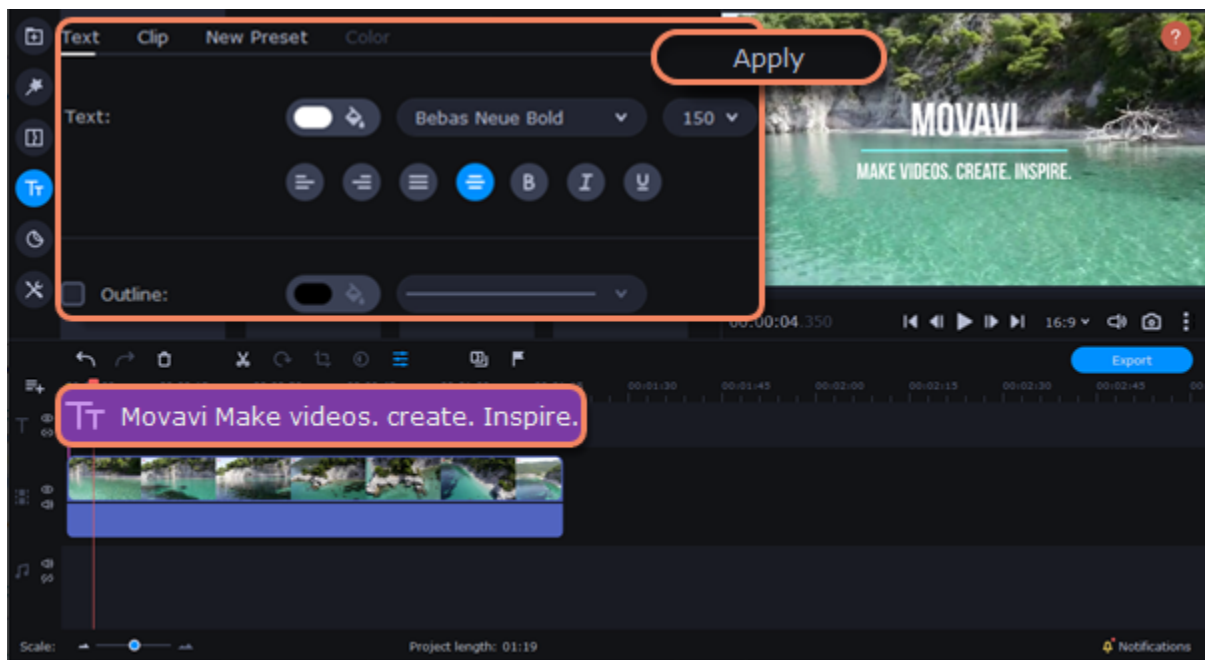 Text Clip New Preset Color
Apply
?
Text:
Bebas Neue Bold
150
B I U
Outline:
MOVAVI
MAKE VIDEOS. CREATE. INSPIRE.
00:00:04.350
16:9
Export
00:01:30 00:01:45 00:02:00 00:02:15 00:02:30 00:02:45
Tт Movavi Make videos. create. Inspire.
Scale:
Project length: 01:19
Notifications